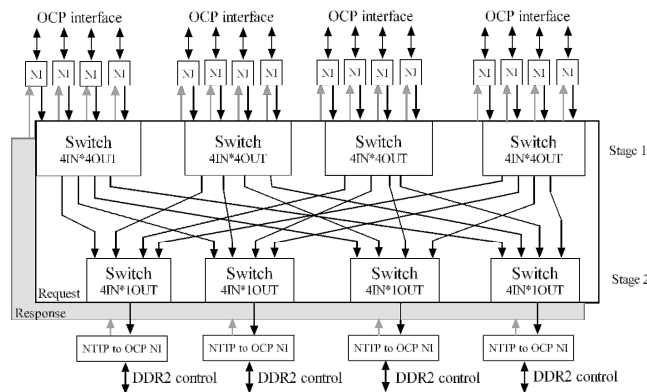 OCP interface OCP interface OCP interface OCP interface
NI NI NI NI NI NI NI NI NI NI NI NI NI NI NI NI
Switch Switch Switch Switch
4IN*4OUT 4IN*4OUT 4IN*4OUT 4IN*4OUT
Stage 1
Switch Switch Switch Switch
4IN*1OUT 4IN*1OUT 4IN*1OUT 4IN*1OUT
Stage 2
Request
Response
NTTP to OCP NI NTTP to OCP NI NTTP to OCP NI NTTP to OCP NI
DDR2 control DDR2 control DDR2 control DDR2 control